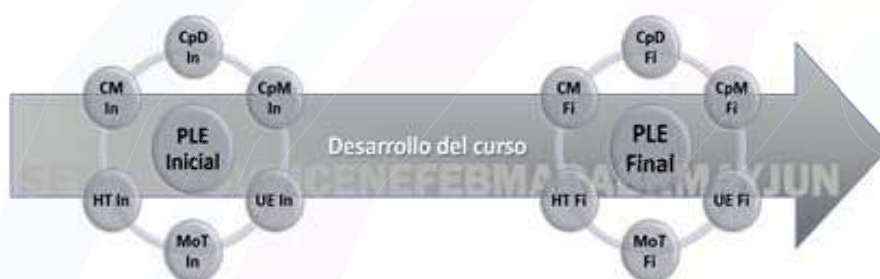 CpD
In
CM
In
CpM
In
PLE
Inicial
HT In
UE In
MoT
In
Desarrollo del curso
CpD
Fi
CM
Fi
CpM
Fi
PLE
Final
HT Fi
UE Fi
MoT
Fi